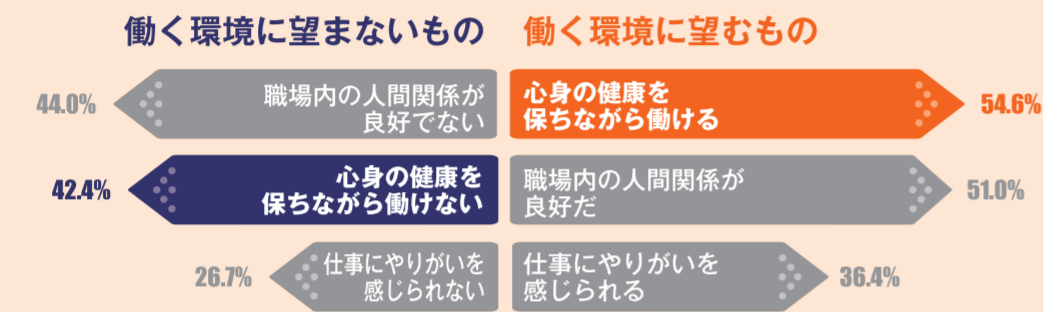 働く環境に望まないもの
働く環境に望むもの
44.0%
職場内の人間関係が
良好でない
心身の健康を
保ちながら働ける
54.6%
42.4%
心身の健康を
保ちながら働けない
職場内の人間関係が
良好だ
51.0%
26.7%
仕事にやりがいを
感じられない
仕事にやりがいを
感じられる
36.4%